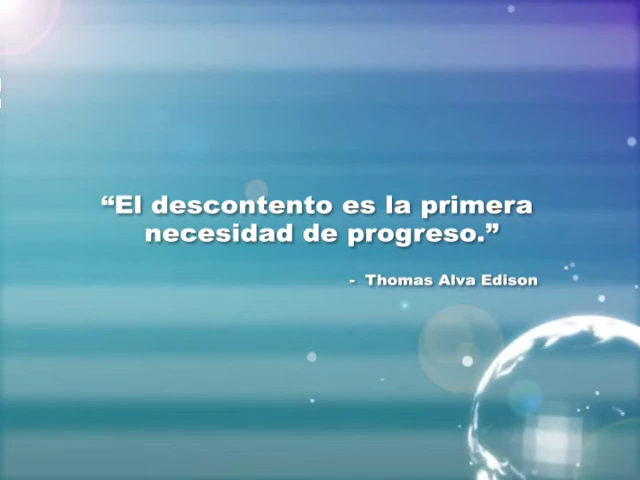 “El descontento es la primera
necesidad de progreso.”
- Thomas Alva Edison